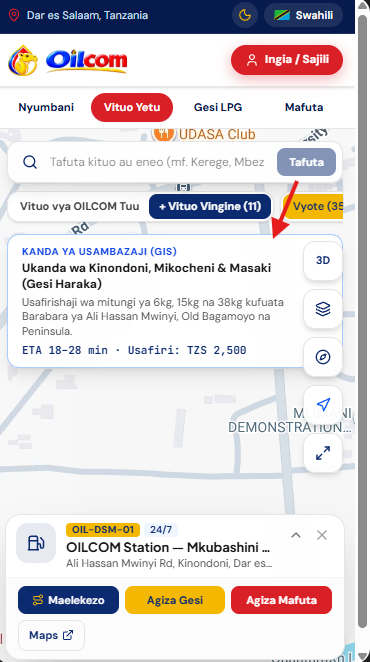 Dar es Salaam, Tanzania
Swahili
Oilcom
Ingia / Sajili
Nyumbani
Vituo Yetu
Gesi LPG
Mafuta
UDASA Club
Tafuta kituo au eneo (mf. Kerege, Mbez
Tafuta
Vituo vya OILCOM Tuu
+ Vituo Vingine (11)
Vyote (35
Rd
KANDA YA USAMBAZAJI (GIS)
Ukanda wa Kinondoni, Mikocheni & Masaki
(Gesi Haraka)
Usafirishaji wa mitungi ya 6kg, 15kg na 38kg kufuata
Barabara ya Ali Hassan Mwinyi, Old Bagamoyo na
Peninsula.
ETA 18–28 min · Usafiri: TZS 2,500
3D
DEMONSTRATION...
OIL-DSM-01
24/7
OILCOM Station — Mkubashini ...
Ali Hassan Mwinyi Rd, Kinondoni, Dar es...
Maelekezo
Agiza Gesi
Agiza Mafuta
Maps